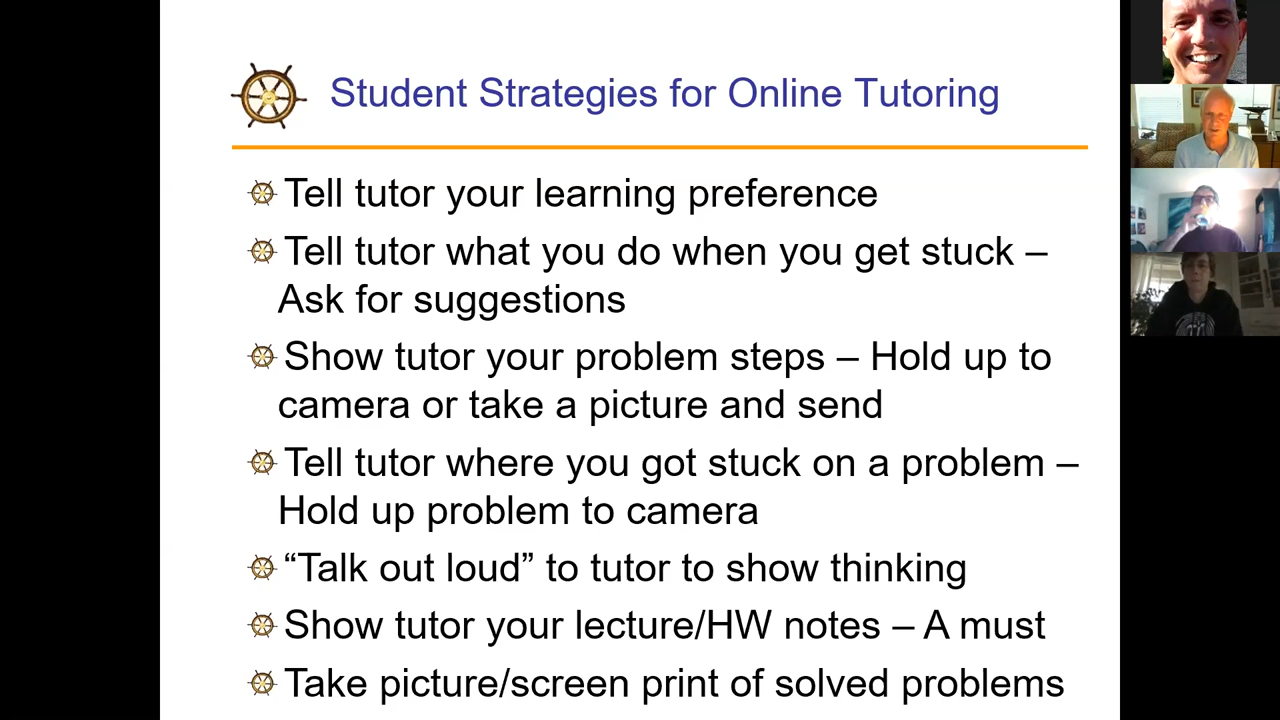 Student Strategies for Online Tutoring
Tell tutor your learning preference
Tell tutor what you do when you get stuck –
Ask for suggestions
Show tutor your problem steps – Hold up to
camera or take a picture and send
Tell tutor where you got stuck on a problem –
Hold up problem to camera
“Talk out loud” to tutor to show thinking
Show tutor your lecture/HW notes – A must
Take picture/screen print of solved problems